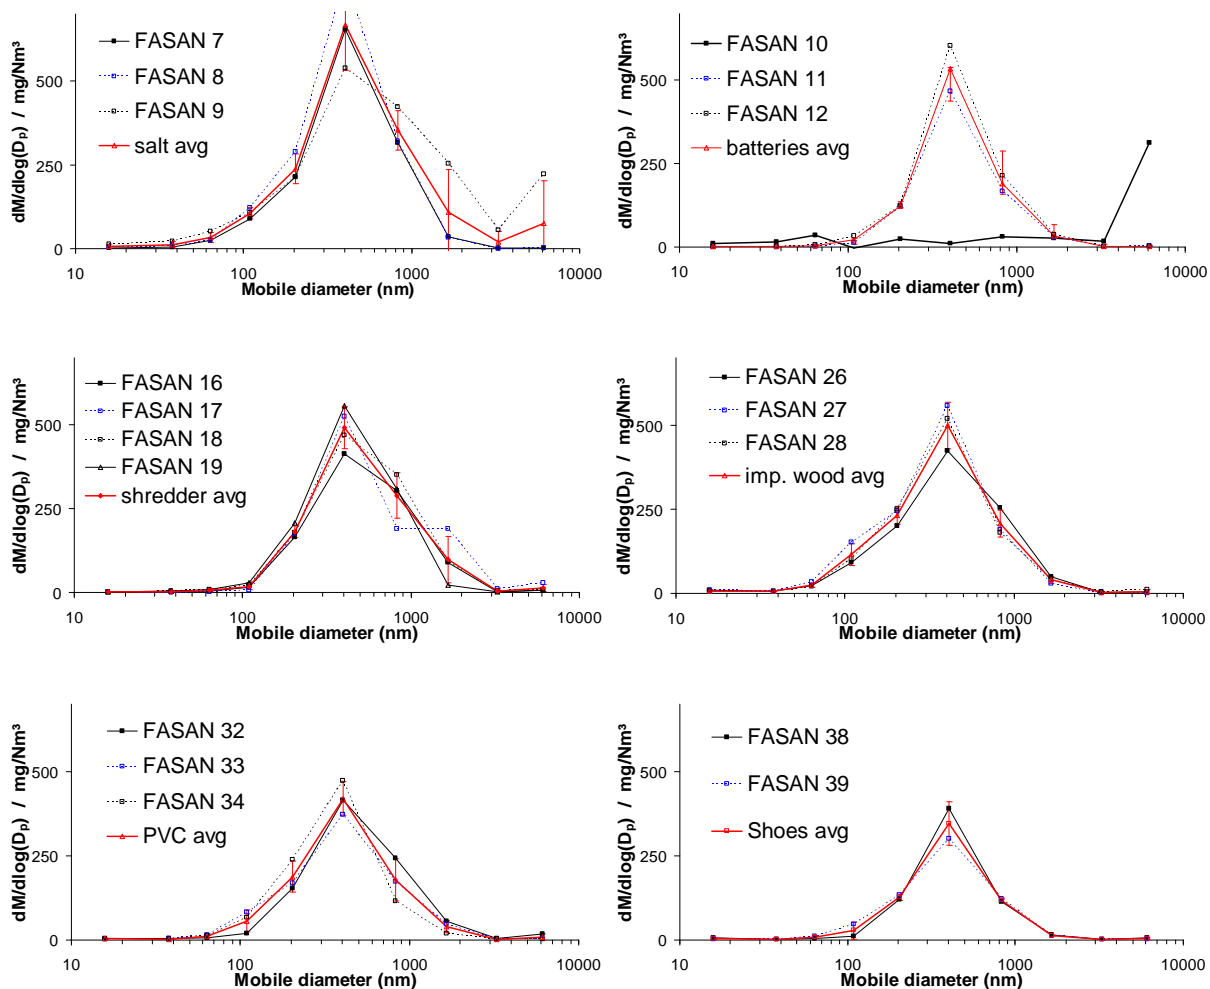 dM/dlog(Dp) / mg/Nm³
500
250
0
FASAN 7
FASAN 8
FASAN 9
salt avg
10 100 1000 10000
Mobile diameter (nm)
dM/dlog(Dp) / mg/Nm³
500
250
0
FASAN 10
FASAN 11
FASAN 12
batteries avg
10 100 1000 10000
Mobile diameter (nm)
dM/dlog(Dp) / mg/Nm³
500
250
0
FASAN 16
FASAN 17
FASAN 18
FASAN 19
shredder avg
10 100 1000 10000
Mobile diameter (nm)
dM/dlog(Dp) / mg/Nm³
500
250
0
FASAN 26
FASAN 27
FASAN 28
imp. wood avg
10 100 1000 10000
Mobile diameter (nm)
dM/dlog(Dp) / mg/Nm³
500
250
0
FASAN 32
FASAN 33
FASAN 34
PVC avg
10 100 1000 10000
Mobile diameter (nm)
dM/dlog(Dp) / mg/Nm³
500
250
0
FASAN 38
FASAN 39
Shoes avg
10 100 1000 10000
Mobile diameter (nm)